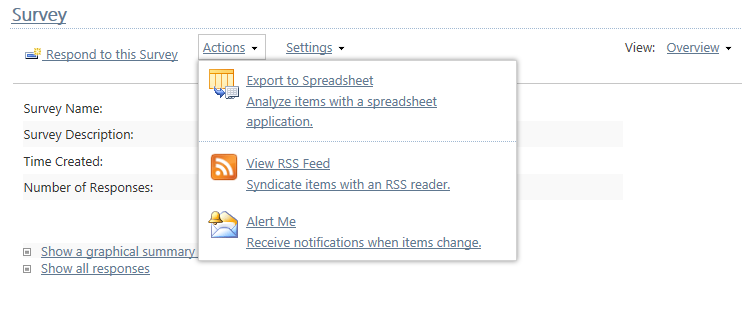 Survey
Respond to this Survey
Actions
Settings
View:
Overview
Export to Spreadsheet
Analyze items with a spreadsheet
application.
View RSS Feed
Syndicate items with an RSS reader.
Alert Me
Receive notifications when items change.
Survey Name:
Survey Description:
Time Created:
Number of Responses:
Show a graphical summary
Show all responses